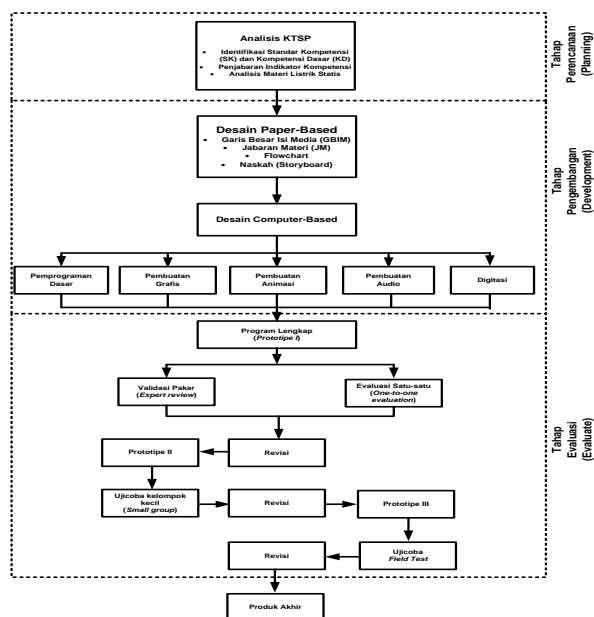 Analisis KTSP
• Identifikasi Standar Kompetensi
(SK) dan Kompetensi Dasar (KD)
• Penjabaran Indikator Kompetensi
• Analisis Materi Listrik Statis
Tahap
Perencanaan
(Planning)
Desain Paper-Based
• Garis Besar Isi Media (GBIM)
• Jabaran Materi (JM)
• Flowchart
• Naskah (Storyboard)
Tahap
Pengembangan
(Development)
Desain Computer-Based
Pemprograman
Dasar
Pembuatan
Grafis
Pembuatan
Animasi
Pembuatan
Audio
Digitasi
Program Lengkap
(Prototipe I)
Validasi Pakar
(Expert review)
Evaluasi Satu-satu
(One-to-one
evaluation)
Tahap
Evaluasi
(Evaluate)
Prototipe II
Revisi
Ujicoba kelompok
kecil
(Small group)
Revisi
Prototipe III
Revisi
Ujicoba
Field Test
Produk Akhir